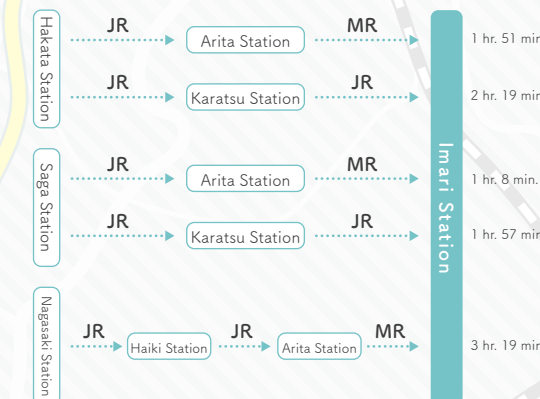 Hakata Station
JR
Arita Station
MR
1 hr. 51 min
JR
Karatsu Station
JR
2 hr. 19 min
Saga Station
JR
Arita Station
MR
1 hr. 8 min.
JR
Karatsu Station
JR
1 hr. 57 min
Nagasaki Station
JR
Haiki Station
JR
Arita Station
MR
3 hr. 19 min
Imari Station